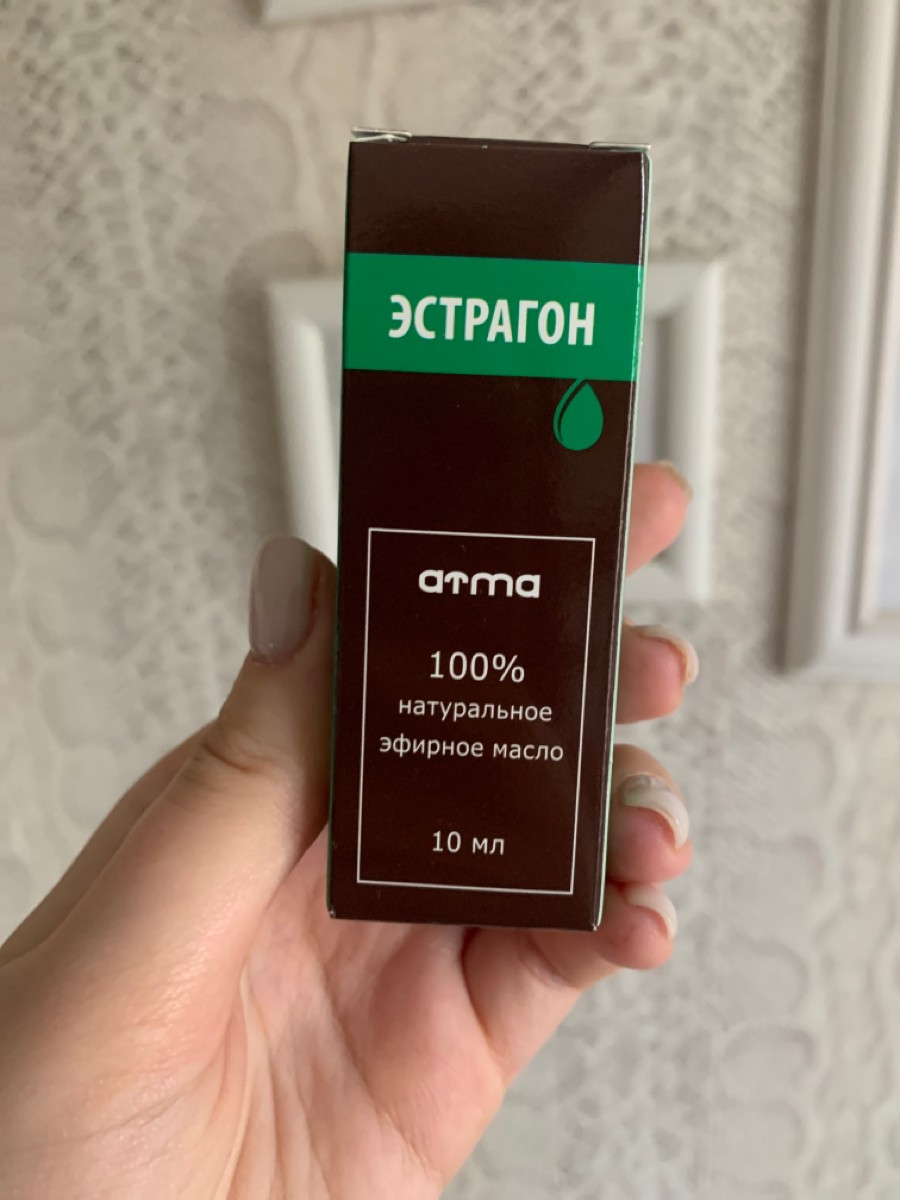 ЭСТРАГОН
атма
100%
натуральное
эфирное масло
10 мл